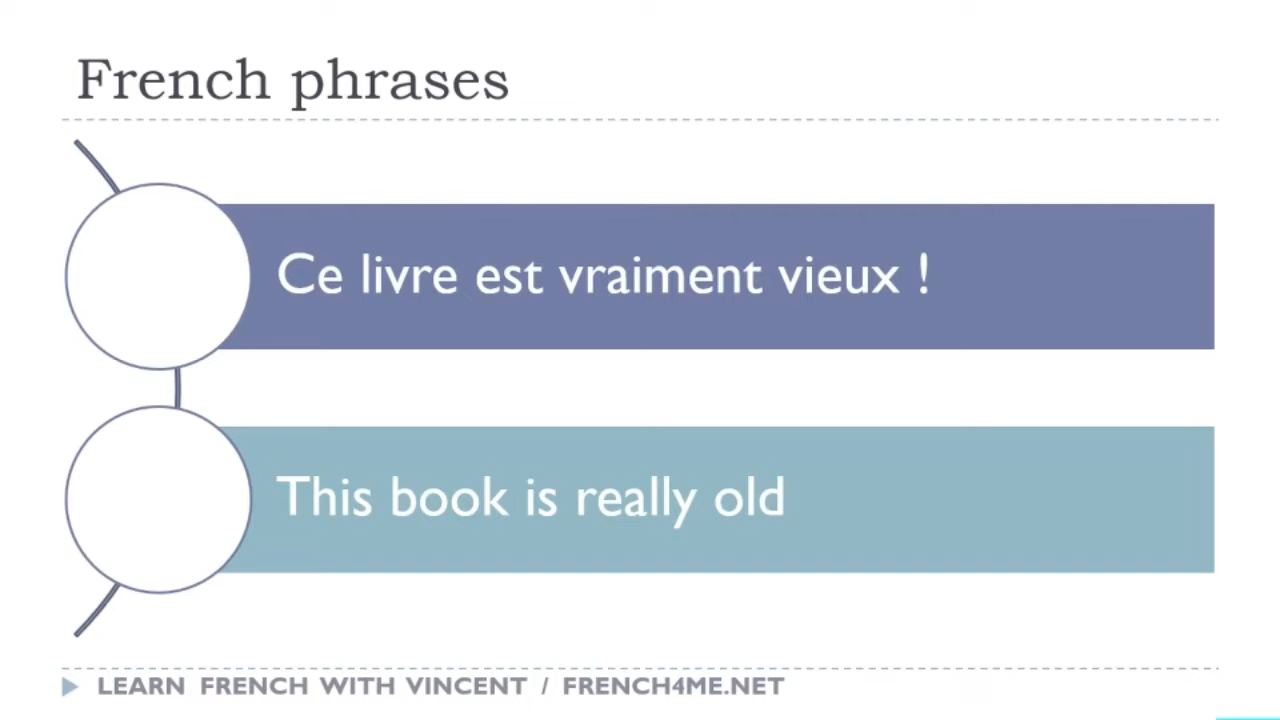 French phrases
Ce livre est vraiment vieux !
This book is really old
LEARN FRENCH WITH VINCENT / FRENCH4ME.NET